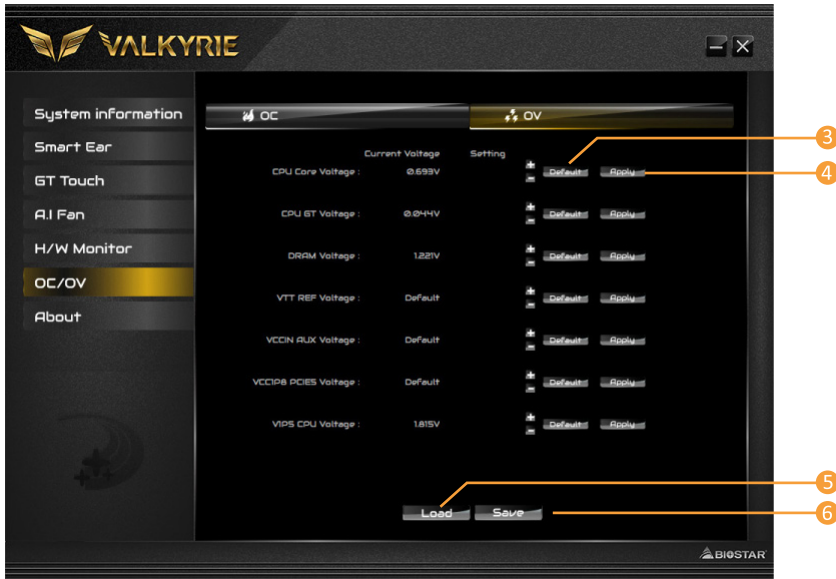 VALKYRIE
System information
Smart Ear
GT Touch
A.I Fan
H/W Monitor
OC/OV
About
OC
OV
Current Voltage Setting
CPU Core Voltage : 0.693V + - Default Apply
CPU GT Voltage : 0.044V + - Default Apply
DRAM Voltage : 1.221V + - Default Apply
VTT REF Voltage : Default + - Default Apply
VCCIN AUX Voltage : Default + - Default Apply
VCC1P8 PCIE5 Voltage : Default + - Default Apply
V1P5 CPU Voltage : 1.815V + - Default Apply
Load Save
BIOSTAR
3
4
5
6